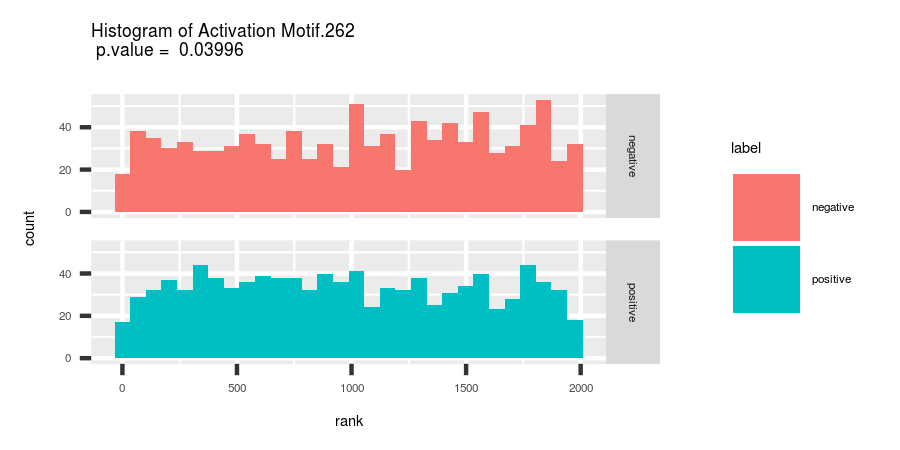 Histogram of Activation Motif.262
p.value = 0.03996
count
40
20
0
negative
40
20
0
positive
0 500 1000 1500 2000
rank
label
negative
positive